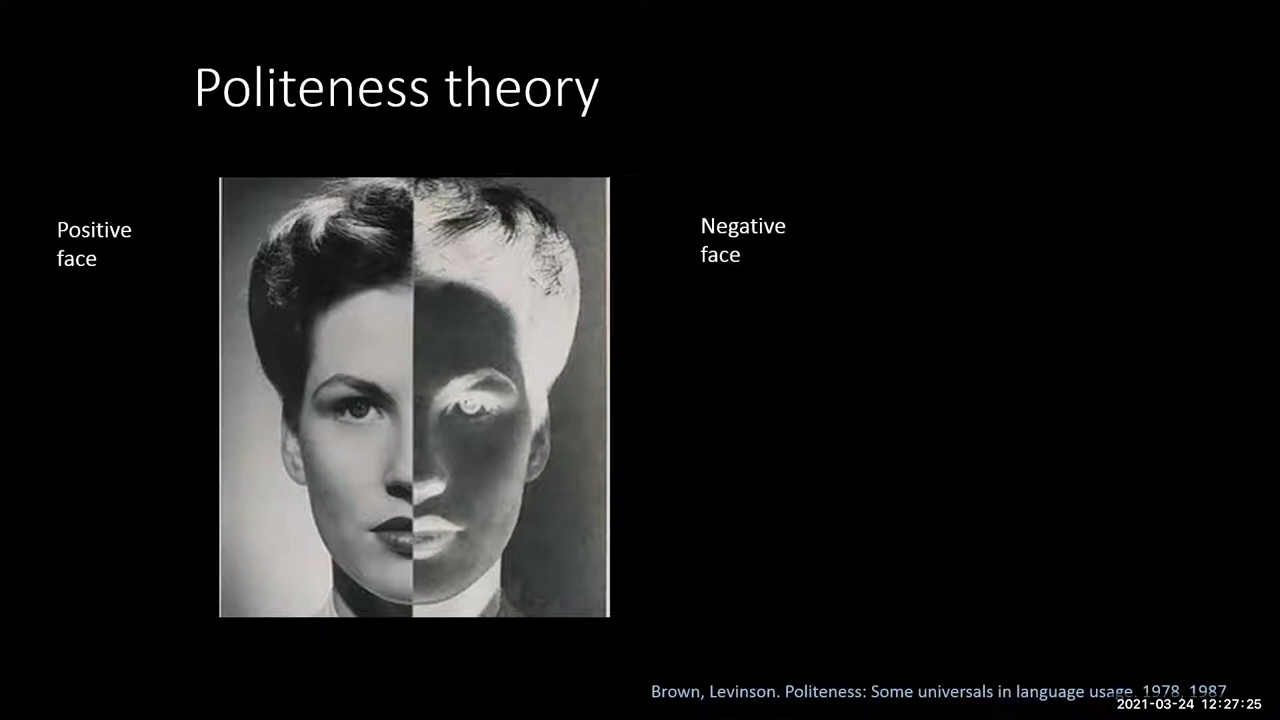 Politeness theory
Positive
face
Negative
face
Brown, Levinson. Politeness: Some universals in language usage. 1978, 1987
2021-03-24 12:27:25